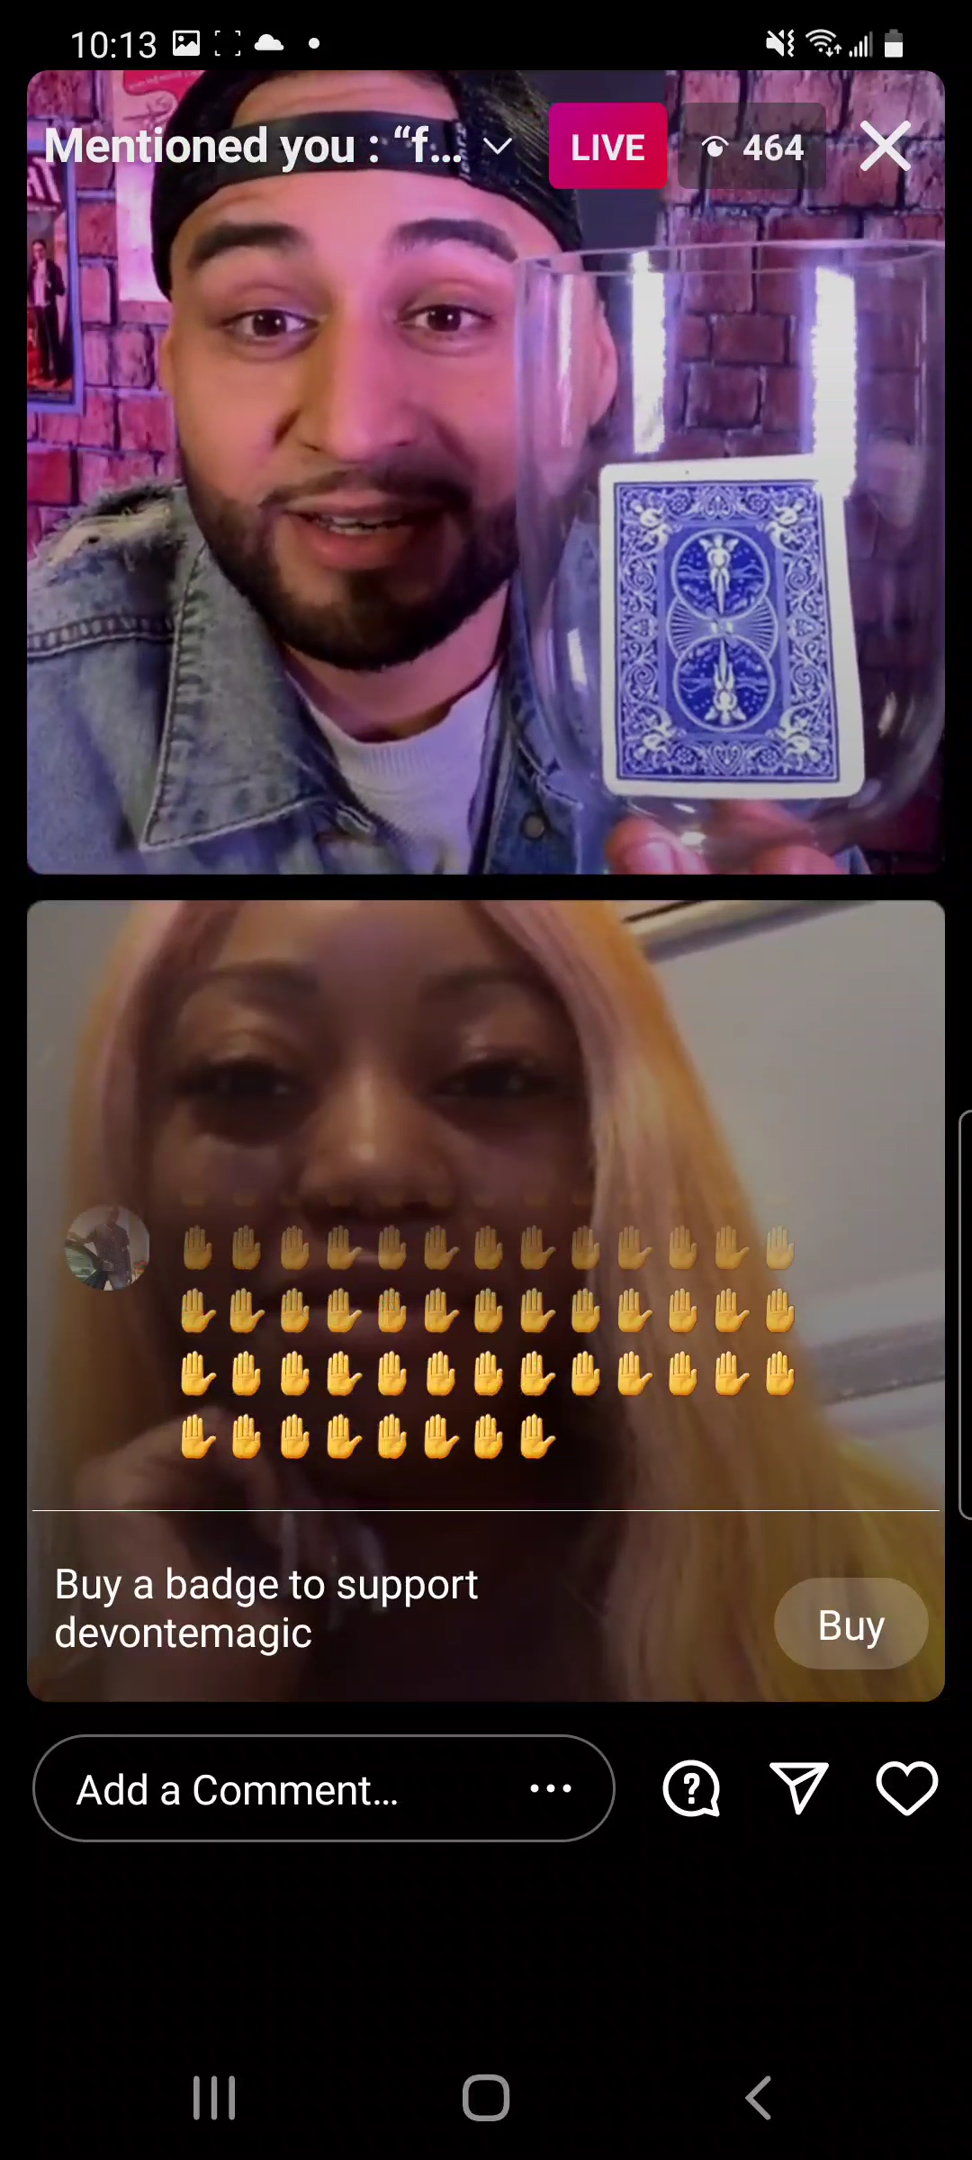 10:13
Mentioned you : “f...
LIVE
464
✋✋✋✋✋✋✋✋✋✋✋✋✋
✋✋✋✋✋✋✋✋✋✋✋✋✋
✋✋✋✋✋✋✋✋✋✋✋✋✋
✋✋✋✋✋✋✋✋
Buy a badge to support
devontemagic
Buy
Add a Comment...